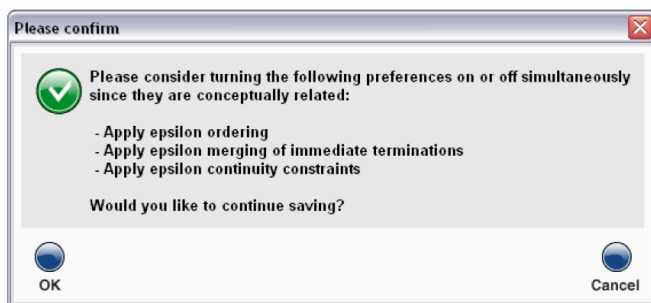 Please confirm
Please consider turning the following preferences on or off simultaneously
since they are conceptually related:
- Apply epsilon ordering
- Apply epsilon merging of immediate terminations
- Apply epsilon continuity constraints
Would you like to continue saving?
OK
Cancel